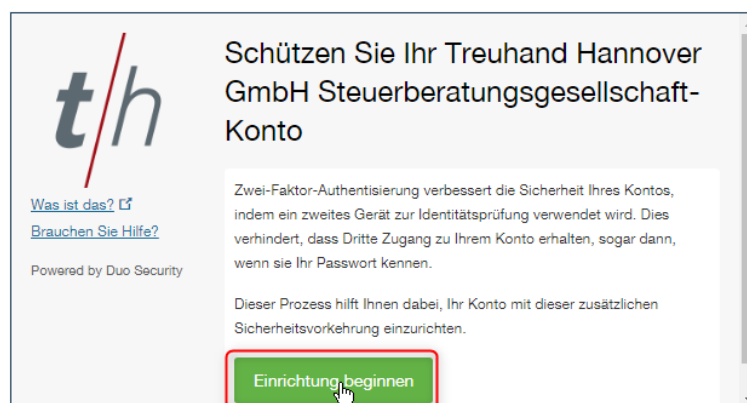 t/h
Schützen Sie Ihr Treuhand Hannover
GmbH Steuerberatungsgesellschaft-
Konto
Was ist das?
Brauchen Sie Hilfe?
Powered by Duo Security
Zwei-Faktor-Authentisierung verbessert die Sicherheit Ihres Kontos,
indem ein zweites Gerät zur Identitätsprüfung verwendet wird. Dies
verhindert, dass Dritte Zugang zu Ihrem Konto erhalten, sogar dann,
wenn sie Ihr Passwort kennen.
Dieser Prozess hilft Ihnen dabei, Ihr Konto mit dieser zusätzlichen
Sicherheitsvorkehrung einzurichten.
Einrichtung beginnen